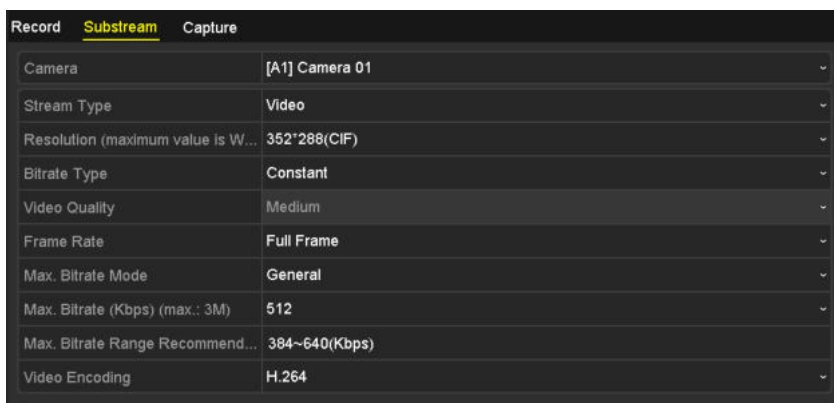 Record Substream Capture
Camera [A1] Camera 01
Stream Type Video
Resolution (maximum value is W... 352*288(CIF)
Bitrate Type Constant
Video Quality Medium
Frame Rate Full Frame
Max. Bitrate Mode General
Max. Bitrate (Kbps) (max.: 3M) 512
Max. Bitrate Range Recommend... 384~640(Kbps)
Video Encoding H.264